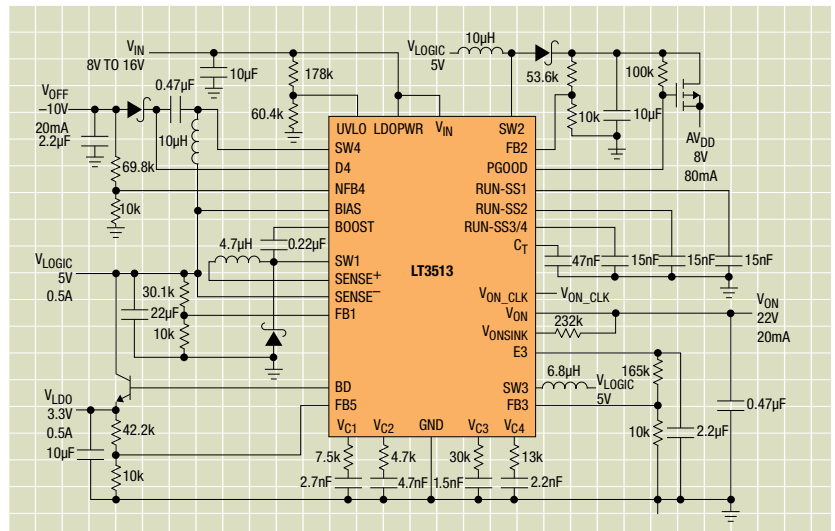 VIN
8V TO 16V
10µF
178k
60.4k
VLOGIC
5V
10µH
53.6k
10k
10µF
100k
AVDD
8V
80mA
VOFF
–10V
20mA
2.2µF
0.47µF
10µH
69.8k
10k
UVLO LDOPWR VIN SW2
SW4
D4
NFB4
BIAS
BOOST
SW1
SENSE+
SENSE–
FB1
BD
FB5
LT3513
FB2
PGOOD
RUN-SS1
RUN-SS2
RUN-SS3/4
CT
VON_CLK
VON
VONSINK
E3
SW3
FB3
VC1 VC2 GND VC3 VC4
4.7µH
0.22µF
VLOGIC
5V
0.5A
30.1k
22µF
10k
VLDO
3.3V
0.5A
42.2k
10µF
10k
47nF 15nF 15nF 15nF
VON_CLK
232k
VON
22V
20mA
6.8µH
VLOGIC
5V
165k
10k
2.2µF
0.47µF
7.5k 4.7k 30k 13k
2.7nF 4.7nF 1.5nF 2.2nF